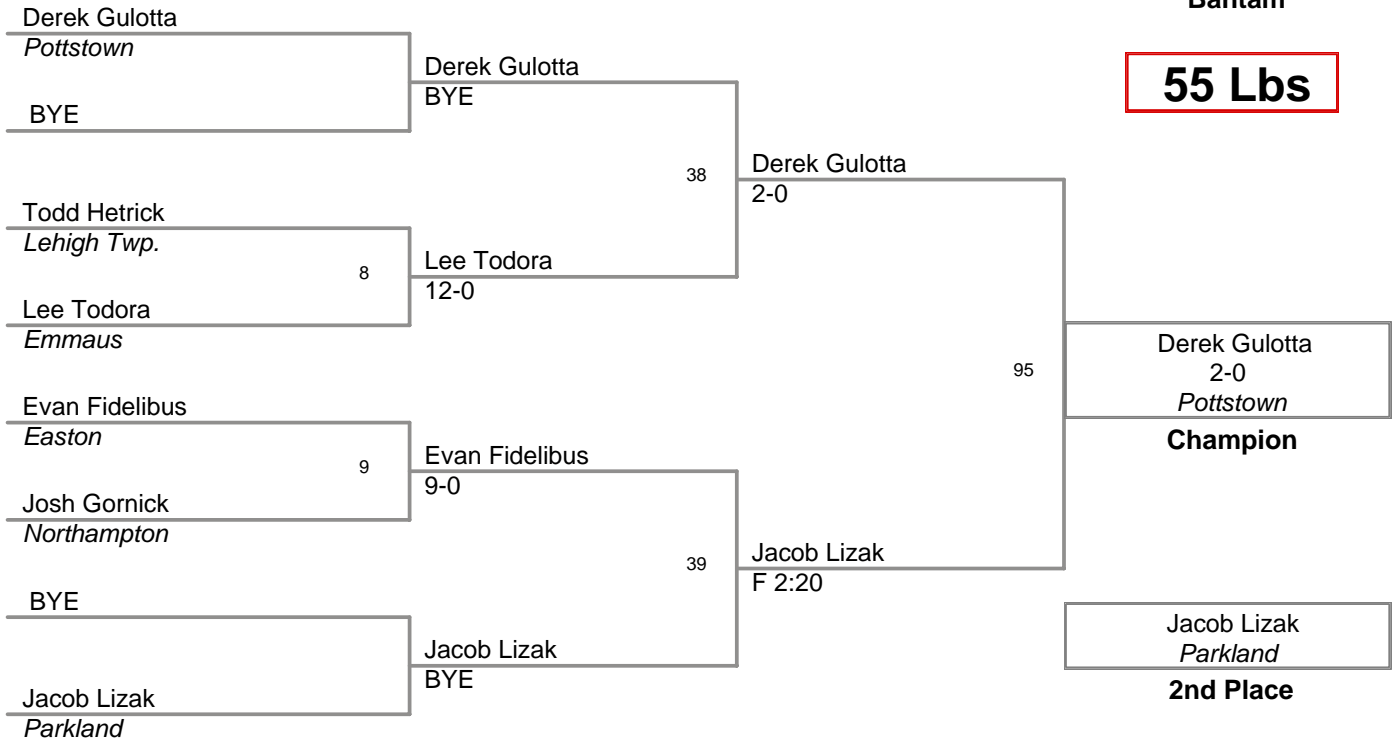 Bantam
55 Lbs
Derek Gulotta
Pottstown
BYE
Todd Hetrick
Lehigh Twp.
8
Lee Todora
Emmaus
Evan Fidelibus
Easton
9
Josh Gornick
Northampton
BYE
Jacob Lizak
Parkland
Derek Gulotta
BYE
38
Lee Todora
12-0
Evan Fidelibus
9-0
39
Jacob Lizak
BYE
Derek Gulotta
2-0
95
Jacob Lizak
F 2:20
Derek Gulotta
2-0
Pottstown
Champion
Jacob Lizak
Parkland
2nd Place